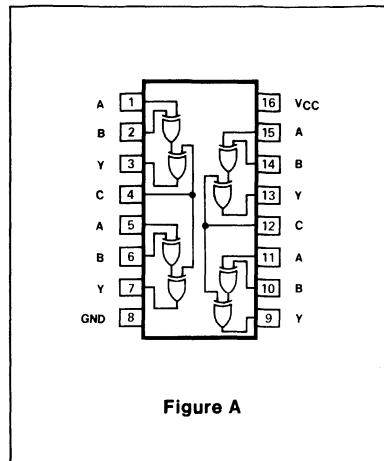 A 1 16 VCC
B 2 15 A
Y 3 14 B
C 4 13 Y
A 5 12 C
B 6 11 A
Y 7 10 B
GND 8 9 Y
Figure A